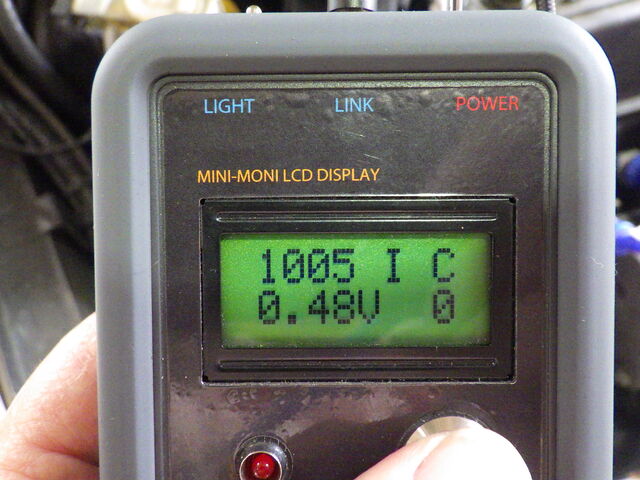 LIGHT LINK POWER
MINI-MONI LCD DISPLAY
1005 I C
0.48V 0